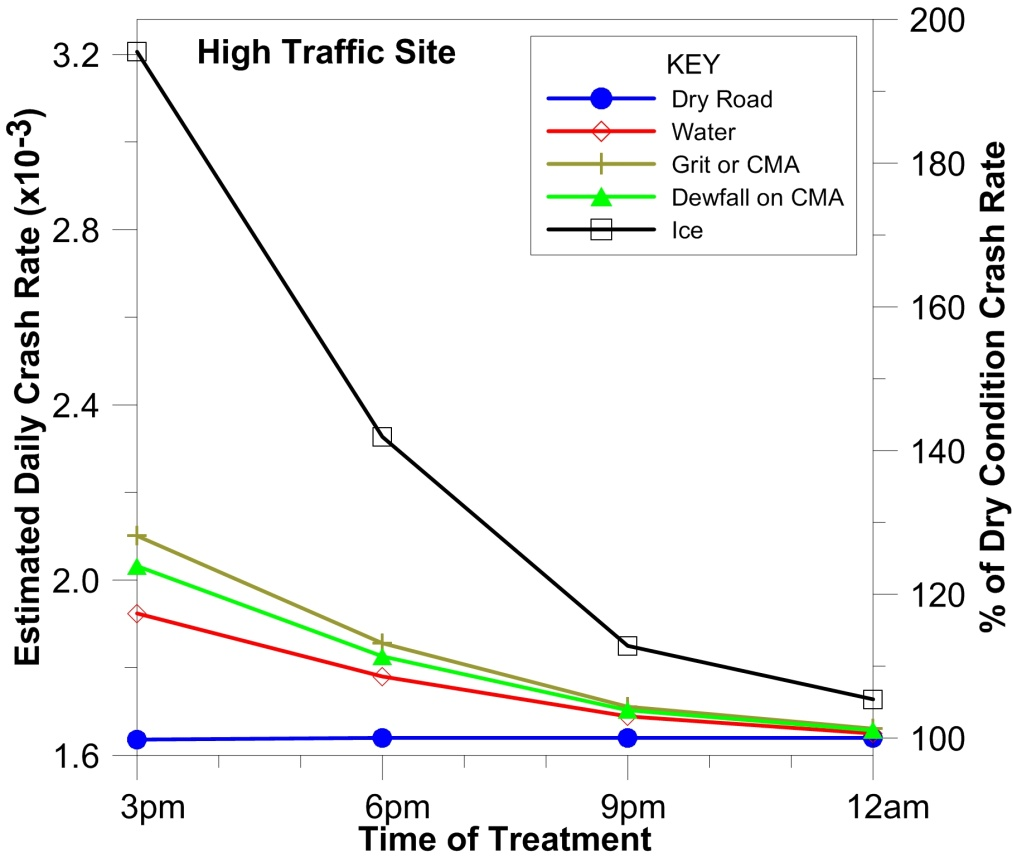 High Traffic Site
KEY
Dry Road
Water
Grit or CMA
Dewfall on CMA
Ice
Estimated Daily Crash Rate (x10-3)
3.2
2.8
2.4
2.0
1.6
200
180
160
140
120
100
% of Dry Condition Crash Rate
3pm 6pm 9pm 12am
Time of Treatment